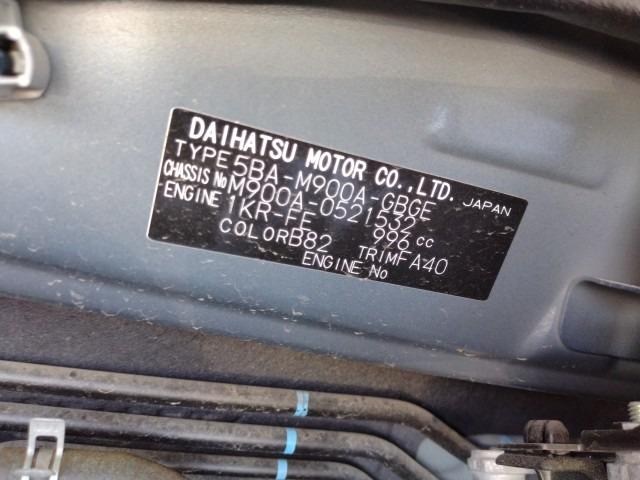 DAIHATSU MOTOR CO.,LTD. JAPAN
TYPE 5BA-M900A-GBGE
CHASSIS No M900A-0521532
ENGINE 1KR-FE 996 cc
COLOR B82 TRIM FA40
ENGINE No